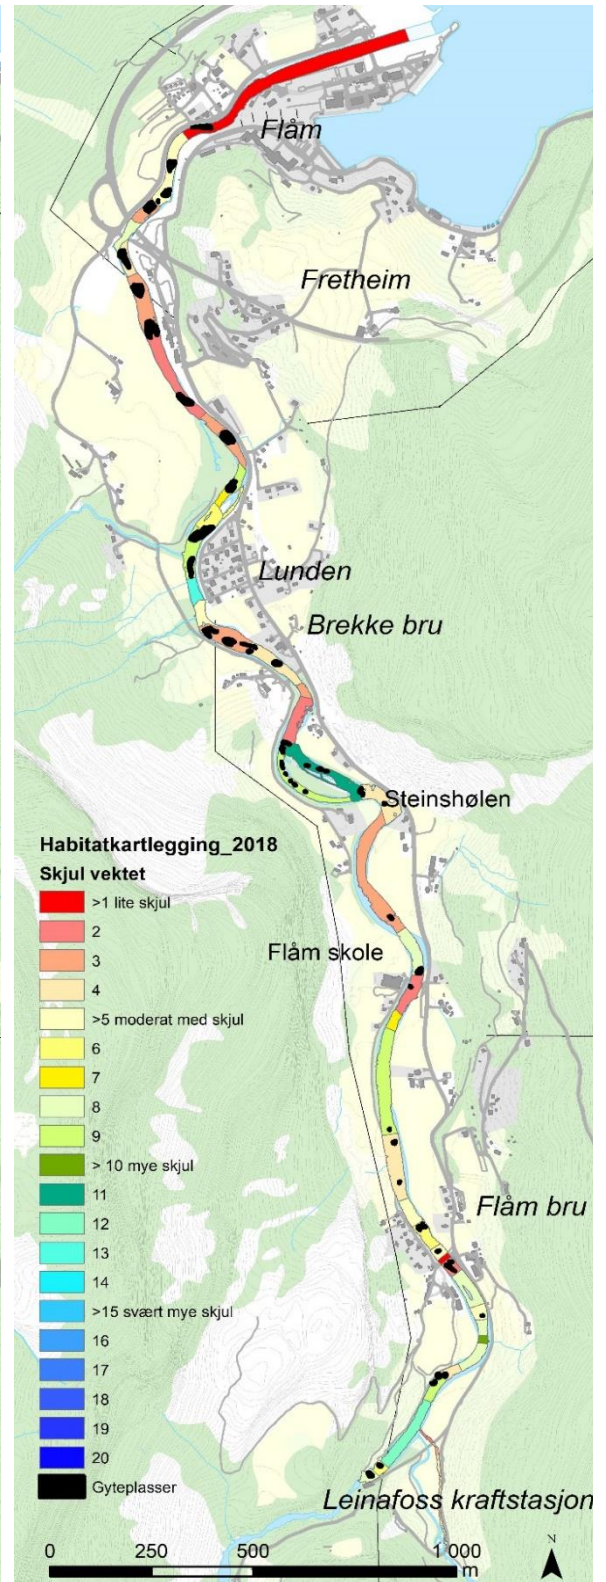 Flåm
Fretheim
Lunden
Brekke bru
Steinshølen
Habitatkartlegging_2018
Skjul vektet
>1 lite skjul
2
3
4
>5 moderat med skjul
6
7
8
9
> 10 mye skjul
11
12
13
14
>15 svært mye skjul
16
17
18
19
20
Gyteplasser
Flåm skole
Flåm bru
Leinafoss kraftstasjon
0 250 500 1 000
m
N